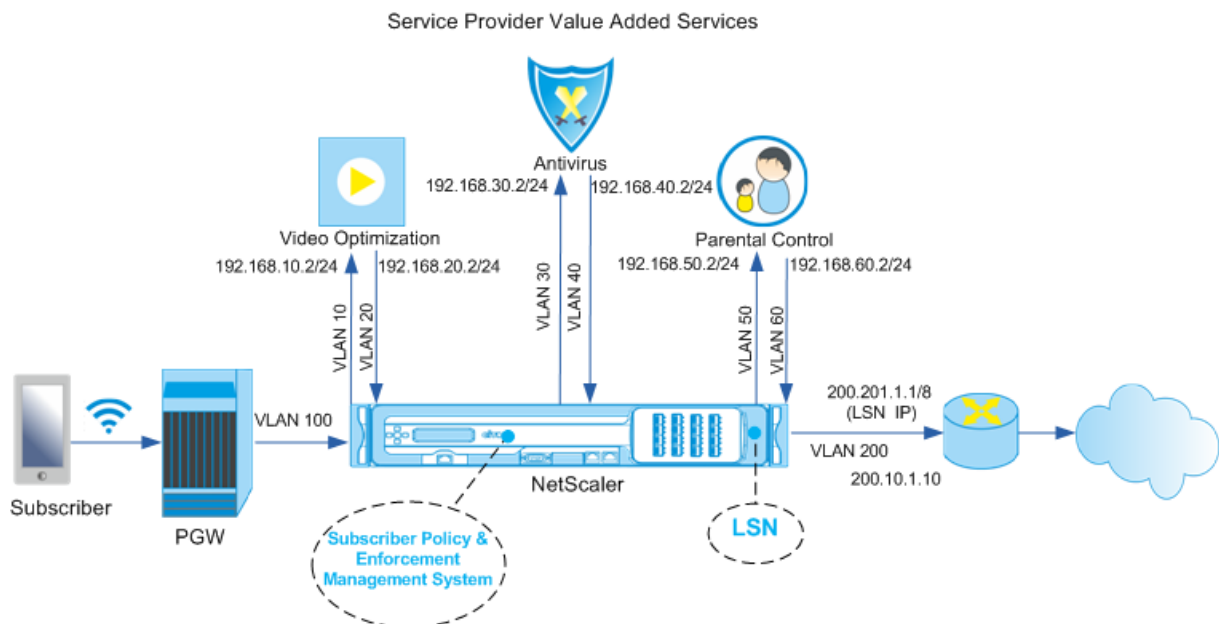 Service Provider Value Added Services
Antivirus
192.168.30.2/24
192.168.40.2/24
Video Optimization
Parental Control
192.168.10.2/24
192.168.20.2/24
192.168.50.2/24
192.168.60.2/24
VLAN 10
VLAN 20
VLAN 30
VLAN 40
VLAN 50
VLAN 60
200.201.1.1/8
(LSN IP)
VLAN 100
VLAN 200
200.10.1.10
NetScaler
Subscriber
PGW
Subscriber Policy &
Enforcement
Management System
LSN